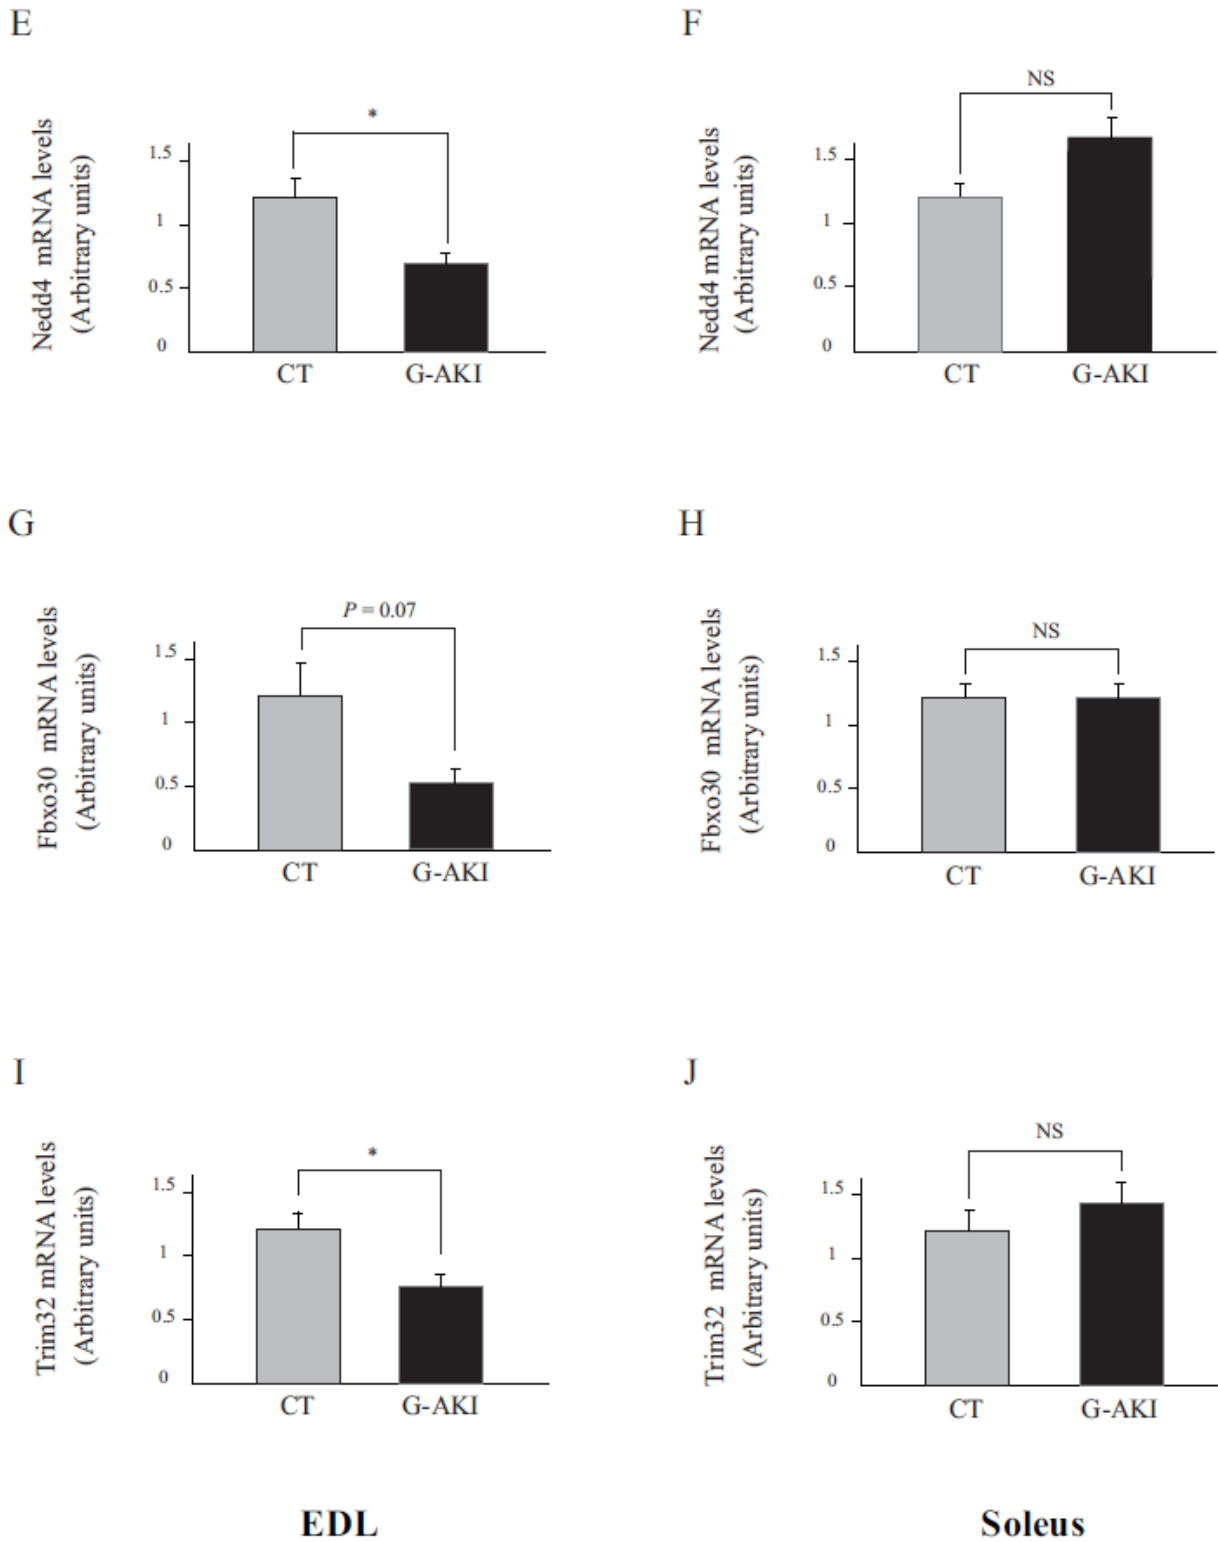 E
Nedd4 mRNA levels
(Arbitrary units)
*
1.5
1
0.5
0
CT
G-AKI
F
Nedd4 mRNA levels
(Arbitrary units)
NS
1.5
1
0.5
0
CT
G-AKI
G
Fbxo30 mRNA levels
(Arbitrary units)
P = 0.07
1.5
1
0.5
0
CT
G-AKI
H
Fbxo30 mRNA levels
(Arbitrary units)
NS
1.5
1
0.5
0
CT
G-AKI
I
Trim32 mRNA levels
(Arbitrary units)
*
1.5
1
0.5
0
CT
G-AKI
J
Trim32 mRNA levels
(Arbitrary units)
NS
1.5
1
0.5
0
CT
G-AKI
EDL
Soleus